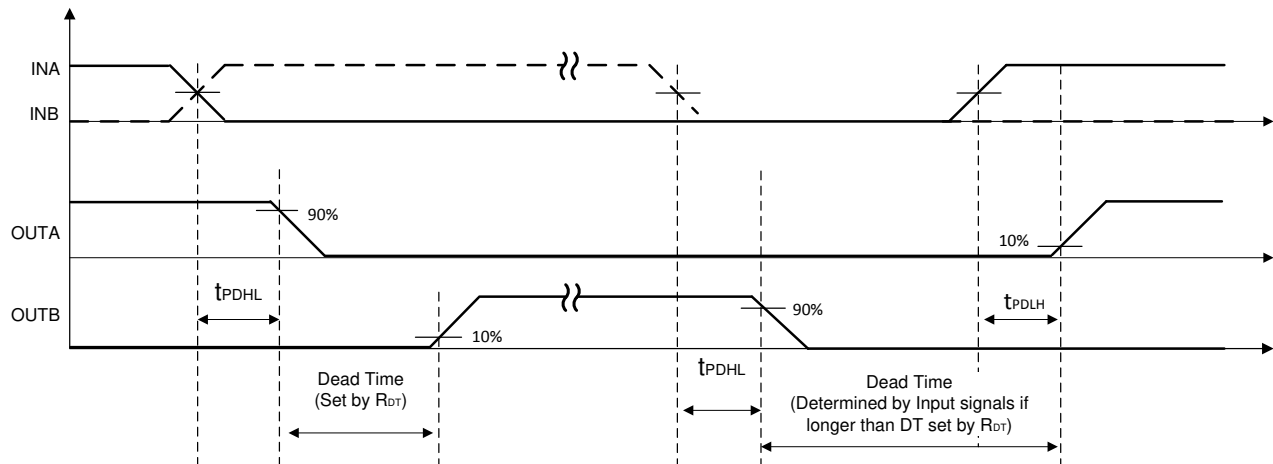 INA
INB
OUTA
90%
10%
tPDHL
tPDLH
OUTB
90%
10%
tPDHL
Dead Time
(Set by RDT)
Dead Time
(Determined by Input signals if
longer than DT set by RDT)